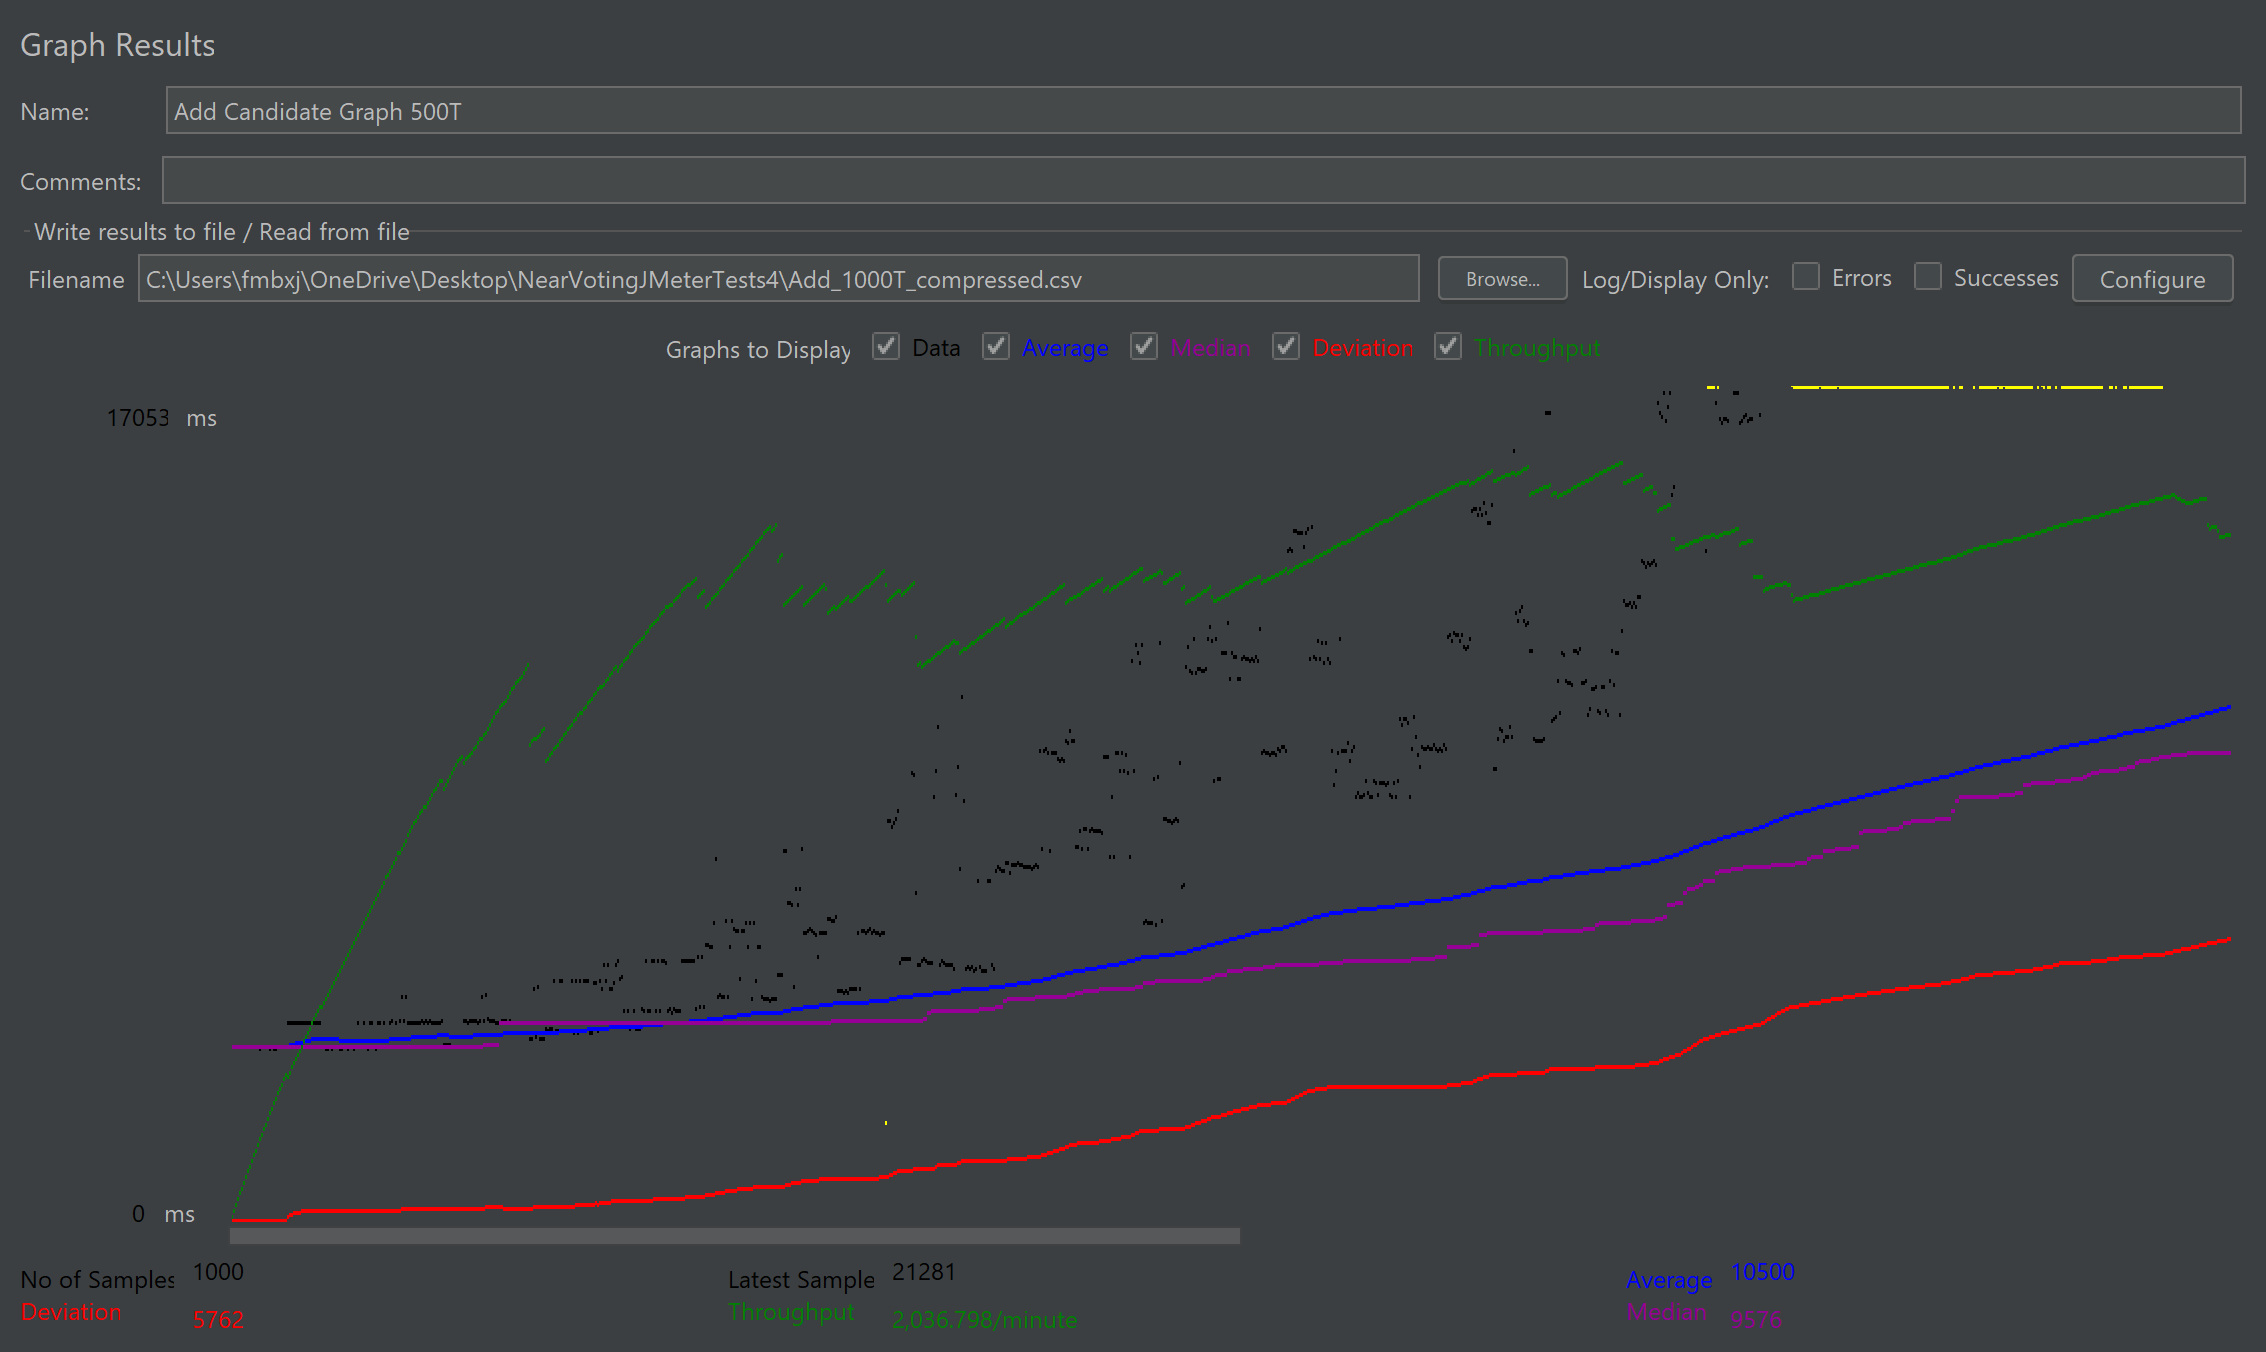 Graph Results
Name: Add Candidate Graph 500T
Comments:
Write results to file / Read from file
Filename C:\Users\fmbxj\OneDrive\Desktop\NearVotingJMeterTests4\Add_1000T_compressed.csv Browse... Log/Display Only: Errors Successes Configure
Graphs to Display Data Average Median Deviation Throughput
17053 ms
0 ms
No of Samples 1000 Latest Sample 21281 Average 10500
Deviation 5762 Throughput 2,036.798/minute Median 9576